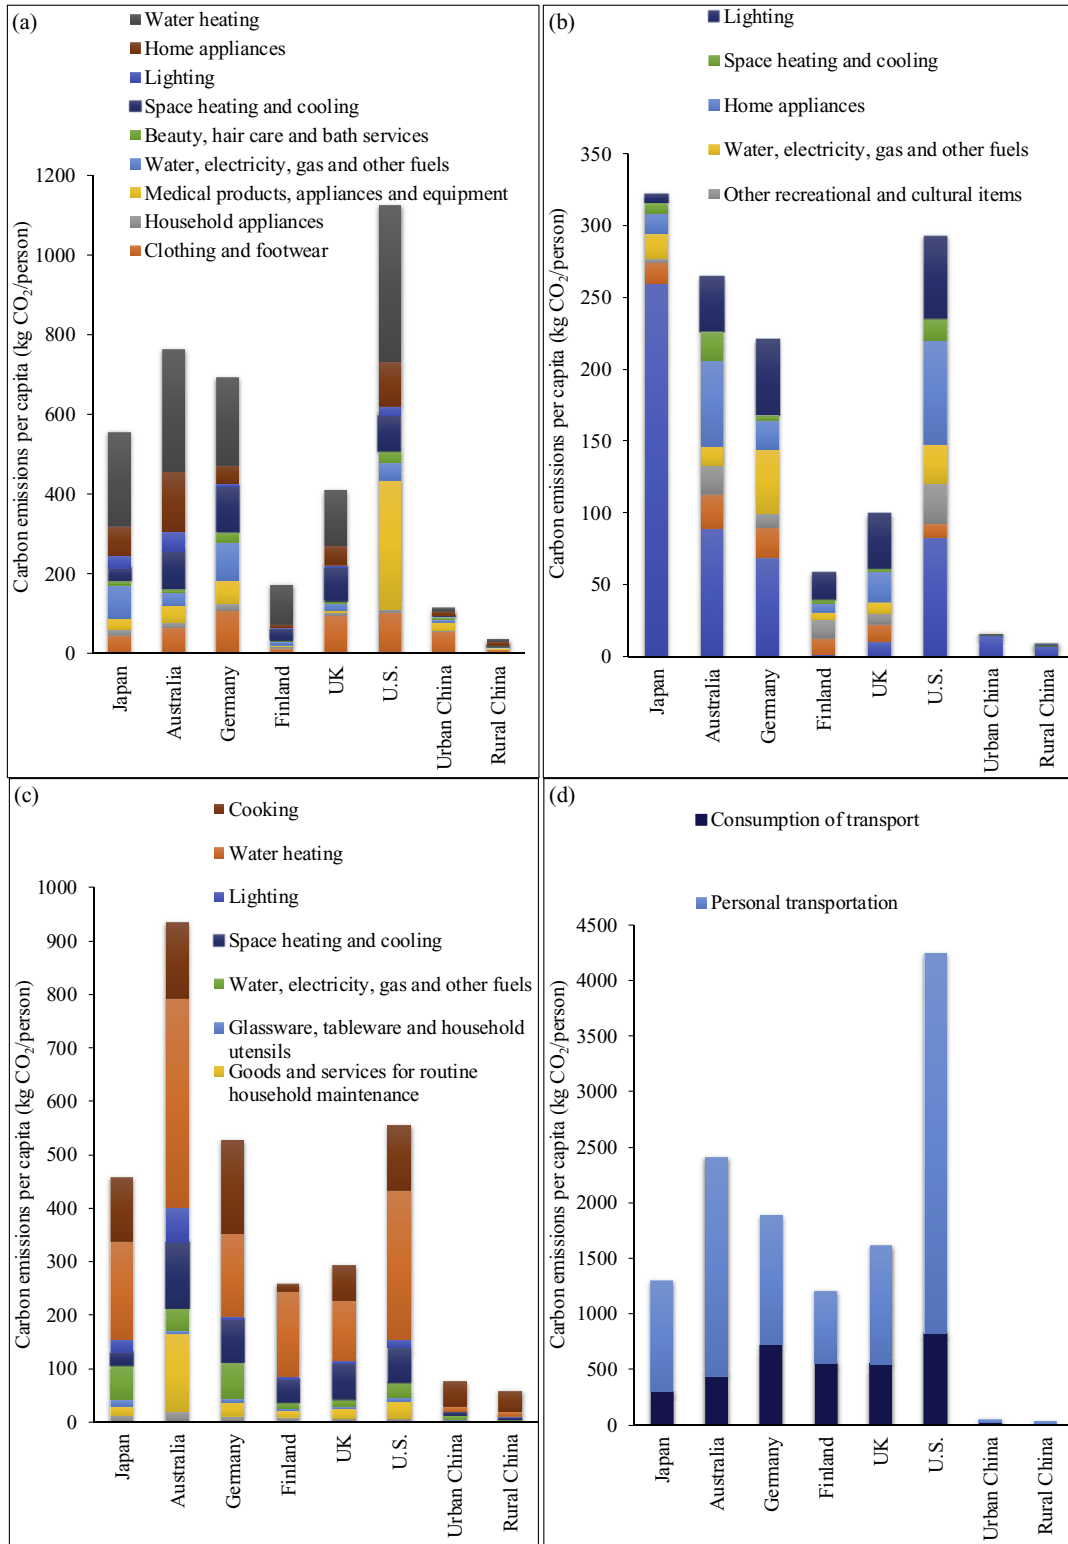 (a)
Water heating
Home appliances
Lighting
Space heating and cooling
Beauty, hair care and bath services
Water, electricity, gas and other fuels
Medical products, appliances and equipment
Household appliances
Clothing and footwear
Carbon emissions per capita (kg CO₂/person)
1200
1000
800
600
400
200
0
Japan
Australia
Germany
Finland
UK
U.S.
Urban China
Rural China
(b)
Lighting
Space heating and cooling
Home appliances
Water, electricity, gas and other fuels
Other recreational and cultural items
Carbon emissions per capita (kg CO₂/person)
350
300
250
200
150
100
50
0
Japan
Australia
Germany
Finland
UK
U.S.
Urban China
Rural China
(c)
Cooking
Water heating
Lighting
Space heating and cooling
Water, electricity, gas and other fuels
Glassware, tableware and household
utensils
Goods and services for routine
household maintenance
Carbon emissions per capita (kg CO₂/person)
1000
900
800
700
600
500
400
300
200
100
0
Japan
Australia
Germany
Finland
UK
U.S.
Urban China
Rural China
(d)
Consumption of transport
Personal transportation
Carbon emissions per capita (kg CO₂/person)
4500
4000
3500
3000
2500
2000
1500
1000
500
0
Japan
Australia
Germany
Finland
UK
U.S.
Urban China
Rural China